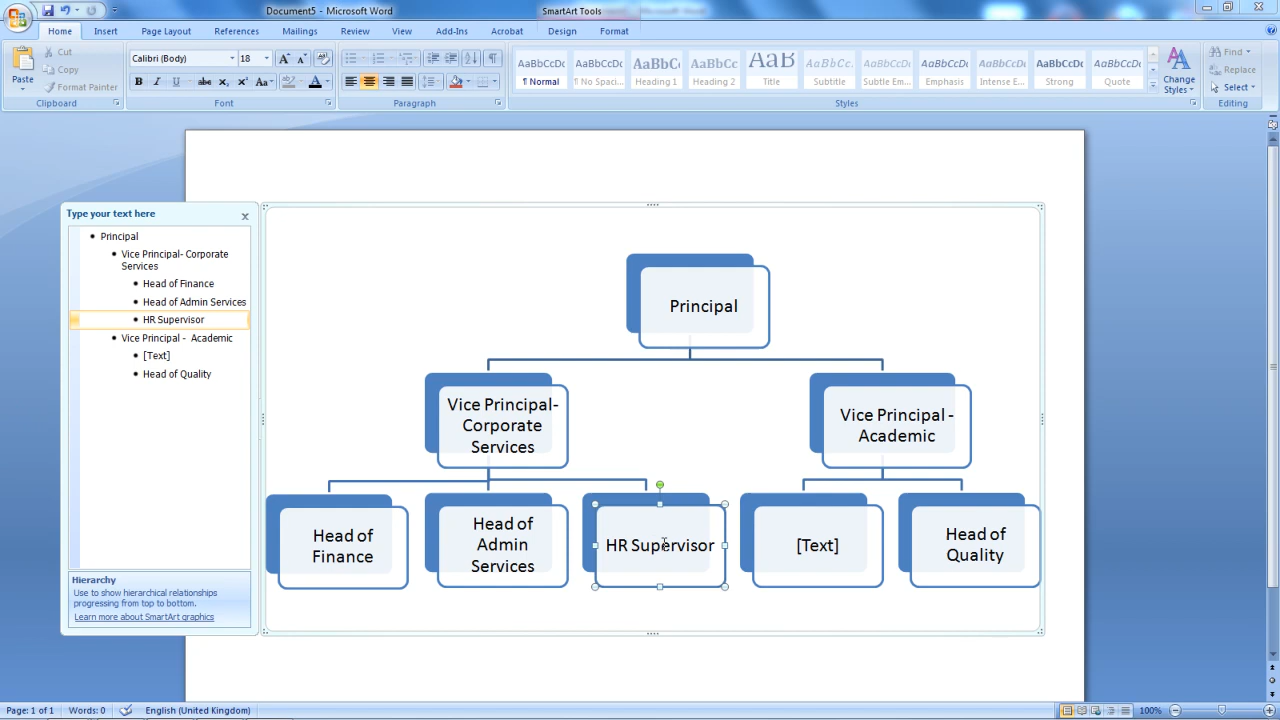 Document5 - Microsoft Word
SmartArt Tools
Home Insert Page Layout References Mailings Review View Add-Ins Acrobat Design Format
Paste
Cut
Copy
Format Painter
Clipboard
Calibri (Body) 18
Font
Paragraph
AaBbCcDc AaBbCcDc AaBbCc AaBbCc AaB AaBbCc. AaBbCcDc AaBbCcDc AaBbCcDc AaBbCcDc AaBbCcDc
¶ Normal ¶ No Spaci... Heading 1 Heading 2 Title Subtitle Subtle Em... Emphasis Intense E... Strong Quote
Change
Styles
Styles
Find
Replace
Select
Editing
Type your text here
Principal
Vice Principal- Corporate
Services
Head of Finance
Head of Admin Services
HR Supervisor
Vice Principal - Academic
[Text]
Head of Quality
Hierarchy
Use to show hierarchical relationships
progressing from top to bottom.
Learn more about SmartArt graphics
Principal
Vice Principal-
Corporate
Services
Vice Principal -
Academic
Head of
Finance
Head of
Admin
Services
HR Supervisor
[Text]
Head of
Quality
Page: 1 of 1 Words: 0 English (United Kingdom) 100%